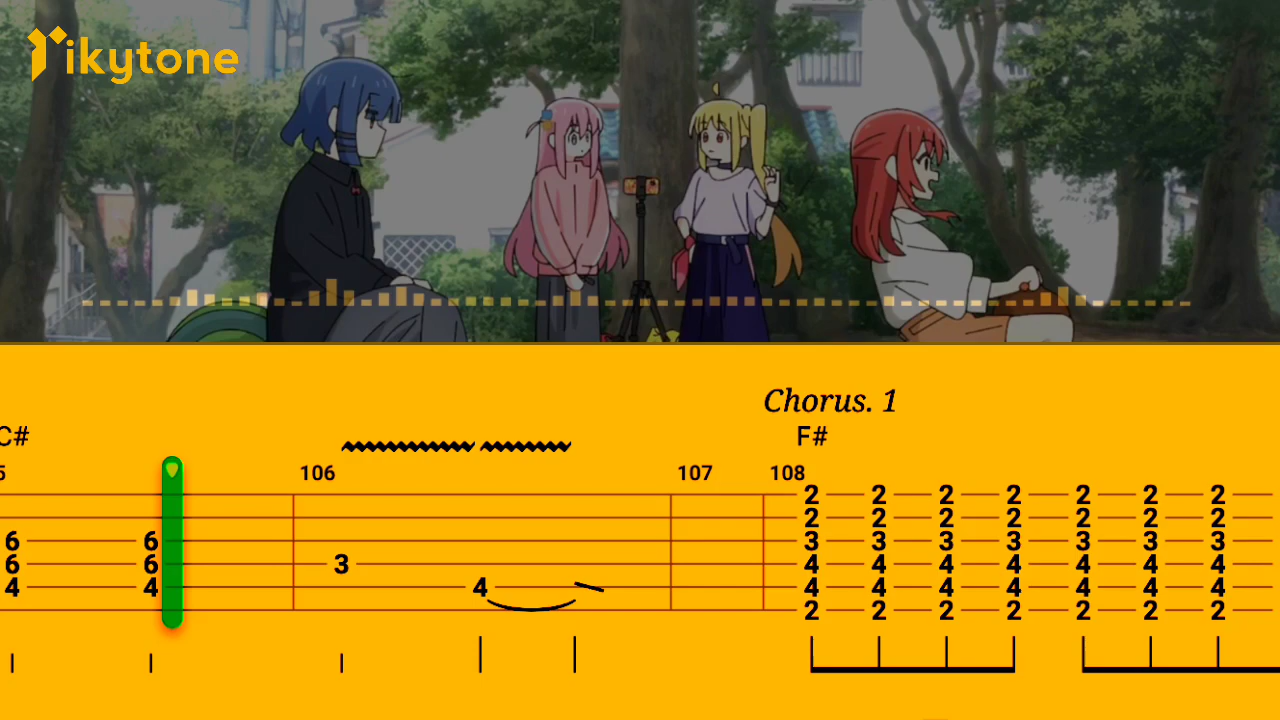 rikytone
Chorus. 1
C# F#
5 106 107 108
2 2 2 2 2 2 2
2 2 2 2 2 2 2
6 6 3 3 3 3 3 3 3
6 6 3 4 4 4 4 4 4 4
4 4 4 4 4 4 4 4 4 4
2 2 2 2 2 2 2